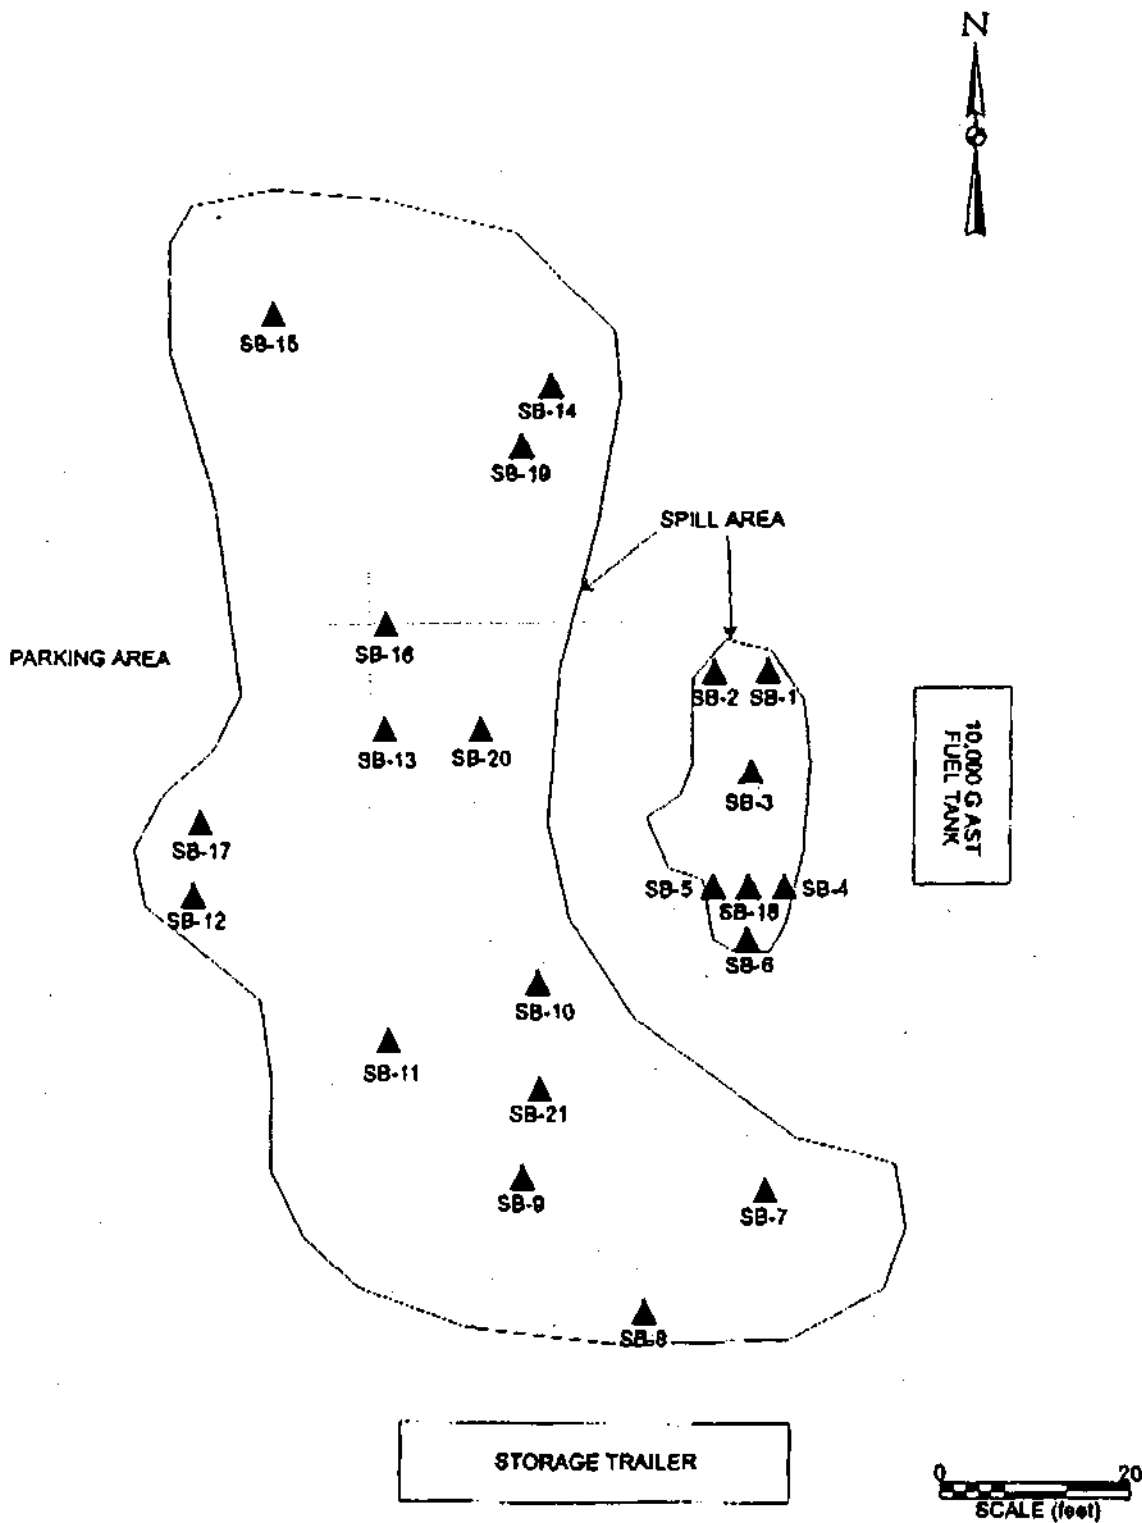 N
SB-15
SB-14
SB-19
SPILL AREA
SB-16
PARKING AREA
SB-2
SB-1
SB-13
SB-20
SB-3
10,000 G AST
FUEL TANK
SB-17
SB-5
SB-18
SB-4
SB-12
SB-6
SB-10
SB-11
SB-21
SB-9
SB-7
SB-8
STORAGE TRAILER
0 20
SCALE (feet)